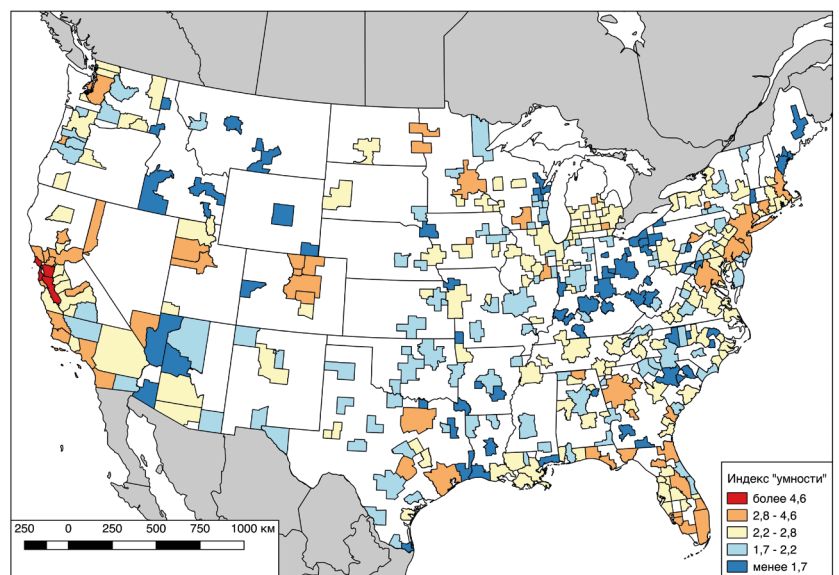 Индекс "умности"
более 4,6
2,8 - 4,6
2,2 - 2,8
1,7 - 2,2
менее 1,7
250 0 250 500 750 1000 км